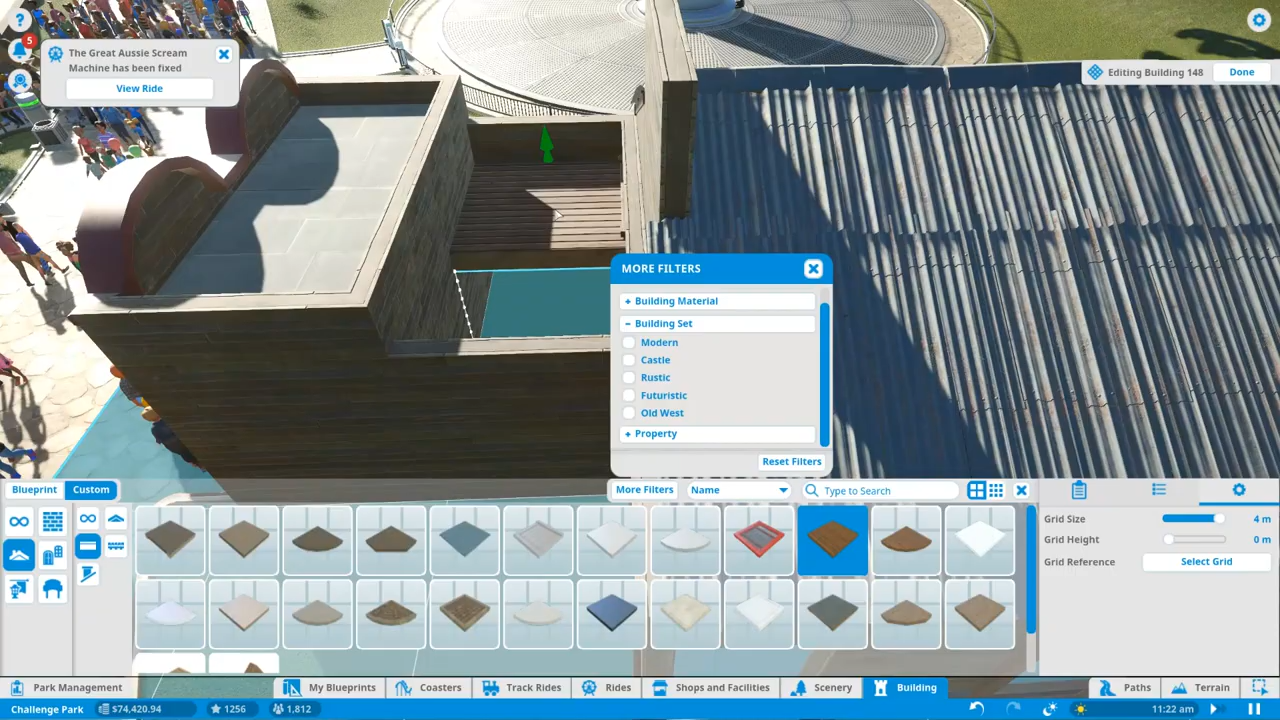 ?
5
The Great Aussie Scream
Machine has been fixed
View Ride
Editing Building 148
Done
MORE FILTERS
+ Building Material
– Building Set
Modern
Castle
Rustic
Futuristic
Old West
+ Property
Reset Filters
Blueprint
Custom
More Filters
Name
Type to Search
Grid Size
4 m
Grid Height
0 m
Grid Reference
Select Grid
Park Management
My Blueprints
Coasters
Track Rides
Rides
Shops and Facilities
Scenery
Building
Paths
Terrain
Challenge Park
$74,420.94
1256
1,812
11:22 am